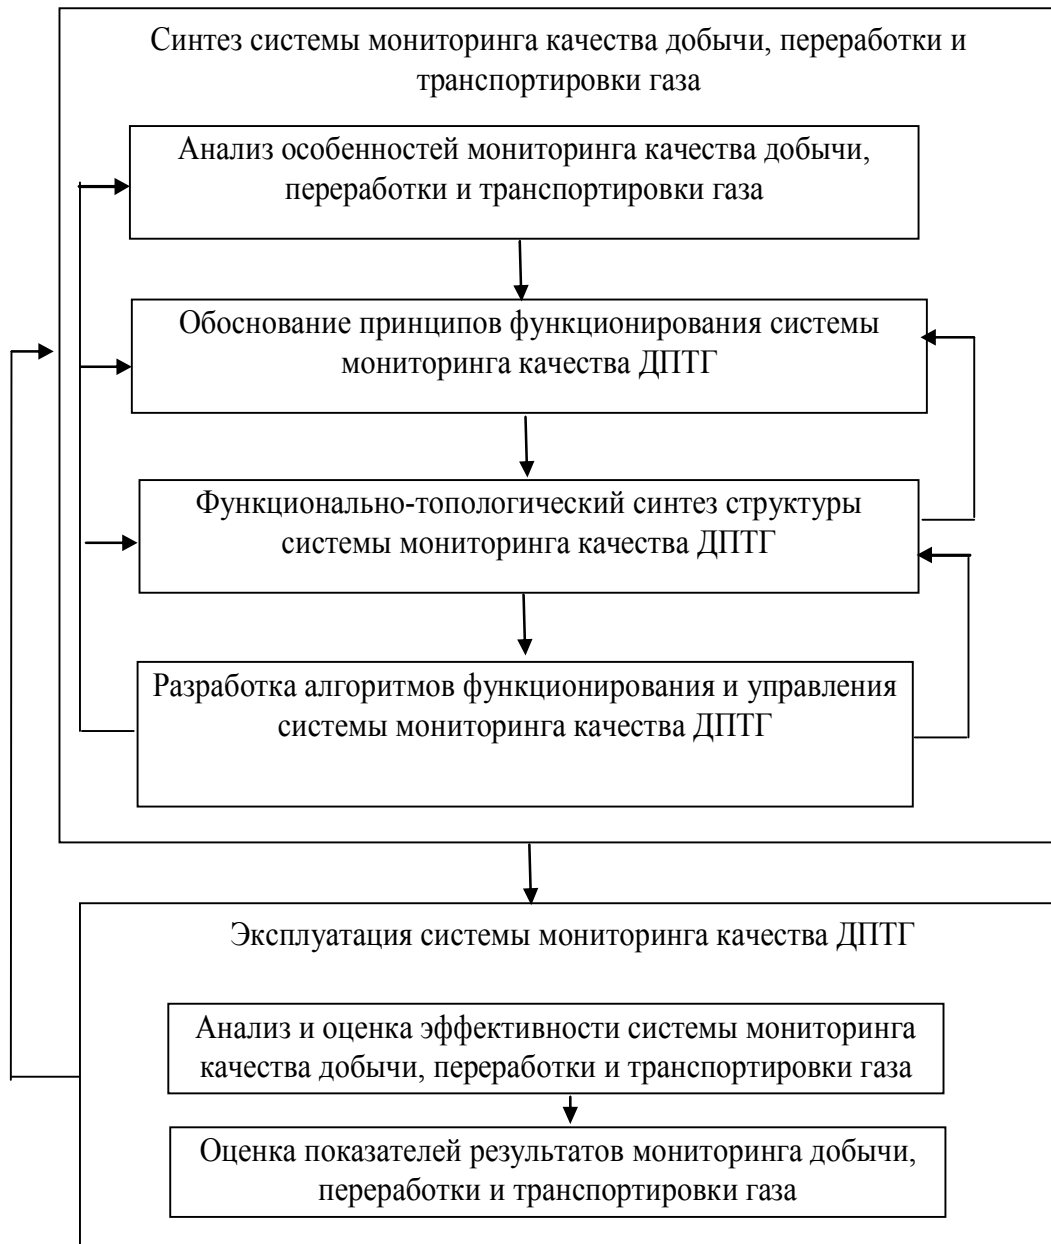 Синтез системы мониторинга качества добычи, переработки и
транспортировки газа
Анализ особенностей мониторинга качества добычи,
переработки и транспортировки газа
Обоснование принципов функционирования системы
мониторинга качества ДПТГ
Функционально-топологический синтез структуры
системы мониторинга качества ДПТГ
Разработка алгоритмов функционирования и управления
системы мониторинга качества ДПТГ
Эксплуатация системы мониторинга качества ДПТГ
Анализ и оценка эффективности системы мониторинга
качества добычи, переработки и транспортировки газа
Оценка показателей результатов мониторинга добычи,
переработки и транспортировки газа